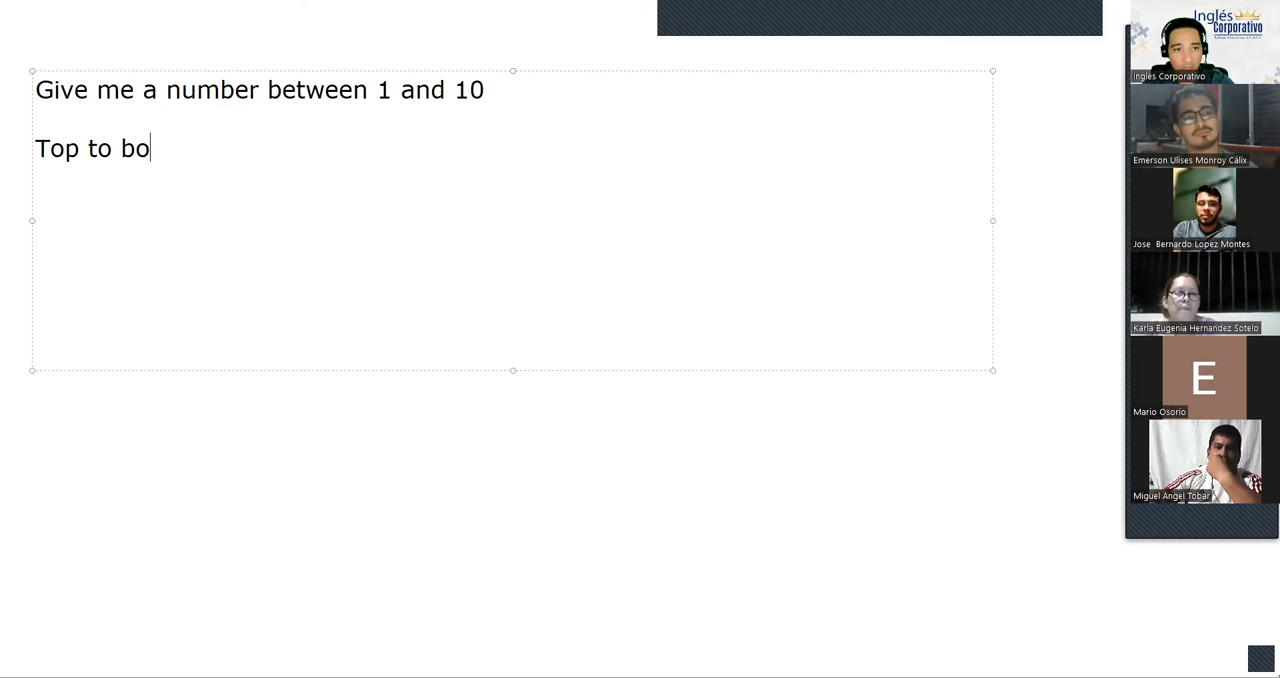 Give me a number between 1 and 10
Top to bo
Inglés
Corporativo
Inglés Corporativo
Emerson Ulises Monroy Cálix
Jose Bernardo Lopez Montes
Karla Eugenia Hernandez Sotelo
E
Mario Osorio
Miguel Angel Tobar